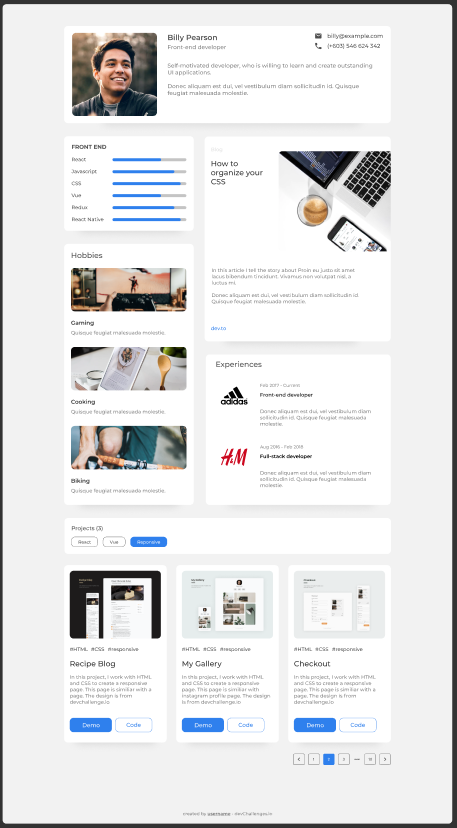 Billy Pearson
Front-end developer
billy@example.com
(+603) 546 624 342
Self-motivated developer, who is willing to learn and create outstanding
UI applications.
Donec aliquam est dui, vel vestibulum diam sollicitudin id. Quisque
feugiat malesuada molestie.
FRONT END
React
Javascript
CSS
Vue
Redux
React Native
Blog
How to
organize your
CSS
In this article I tell the story about Proin eu justo sit amet
lacus bibendum tincidunt. Vivamus non volutpat nisi, a
luctus mi.
Donec aliquam est dui, vel vestibulum diam sollicitudin id.
Quisque feugiat malesuada molestie.
dev.to
Hobbies
Gaming
Quisque feugiat malesuada molestie.
Cooking
Quisque feugiat malesuada molestie.
Biking
Quisque feugiat malesuada molestie.
Experiences
adidas
Feb 2017 - Current
Front-end developer
Donec aliquam est dui, vel vestibulum diam
sollicitudin id. Quisque feugiat malesuada
molestie.
H&M
Aug 2016 - Feb 2018
Full-stack developer
Donec aliquam est dui, vel vestibulum diam
sollicitudin id. Quisque feugiat malesuada
molestie.
Projects (3)
React
Vue
Reponsive
#HTML #CSS #responsive
Recipe Blog
In this project, I work with HTML
and CSS to create a responsive
page. This page is similiar with a
page. The design is from
devchallenge.io
Demo
Code
#HTML #CSS #responsive
My Gallery
In this project, I work with HTML
and CSS to create a responsive
page. This page is similiar with
Instagram profile page. The design
is from devchallenge.io
Demo
Code
Checkout
#HTML #CSS #responsive
Checkout
In this project, I work with HTML
and CSS to create a responsive
page. This page is similiar with a
page. The design is from
devchallenge.io
Demo
Code
1
2
3
10
created by username - devChallenges.io